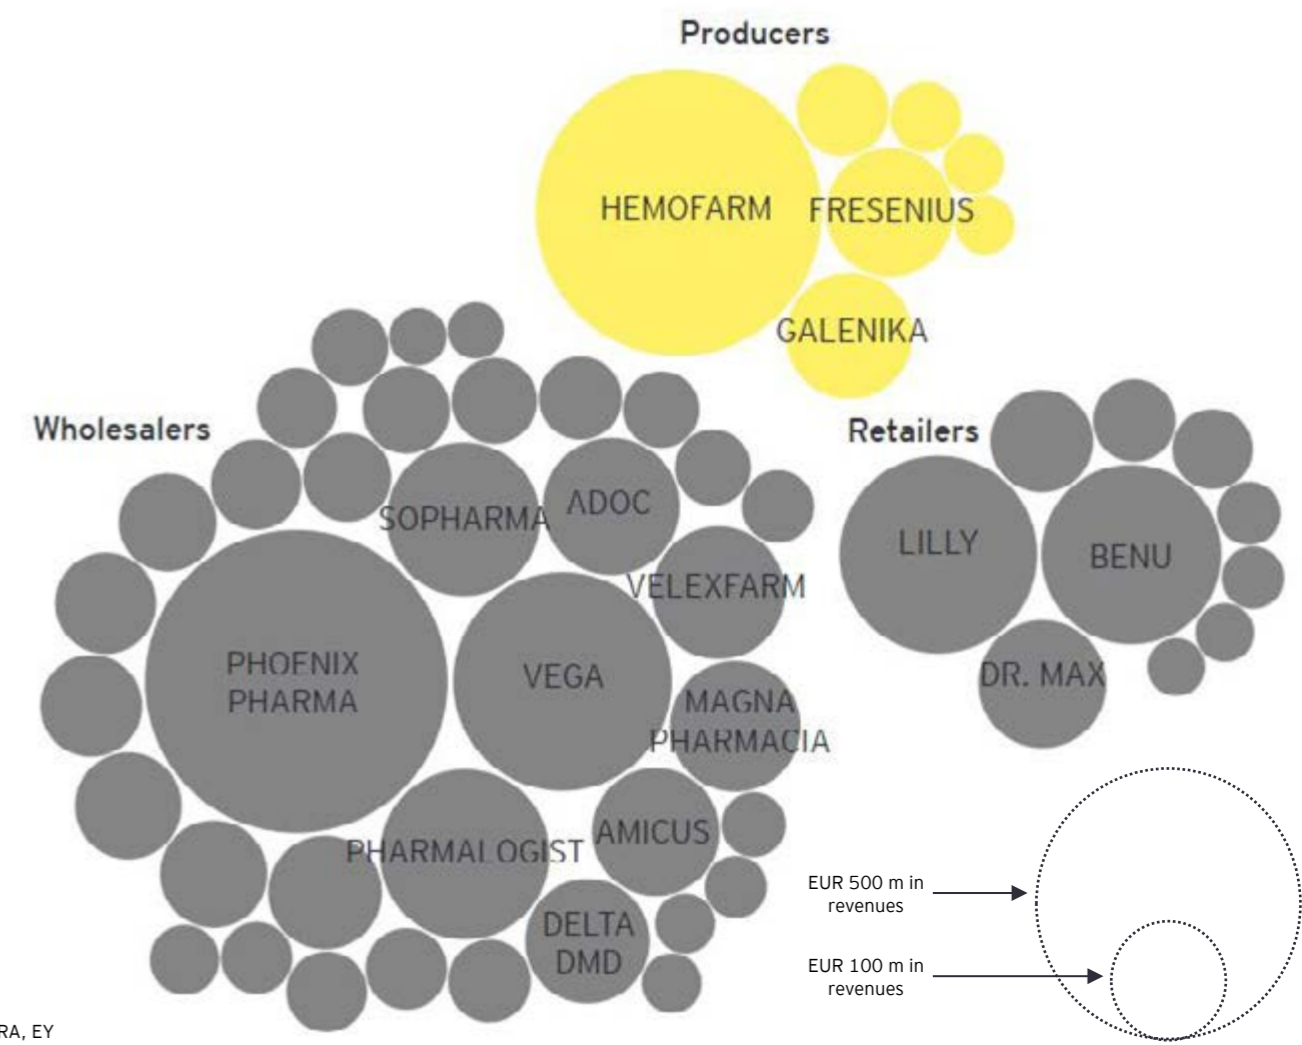 Producers
HEMOFARM
FRESENIUS
GALENIKA
Wholesalers
SOPHARMA
ADOC
VELEXFARM
PHOENIX
PHARMA
VEGA
MAGNA
PHARMACIA
PHARMALOGIST
AMICUS
DELTA
DMD
Retailers
LILLY
BENU
DR. MAX
EUR 500 m in
revenues
EUR 100 m in
revenues
RA, EY